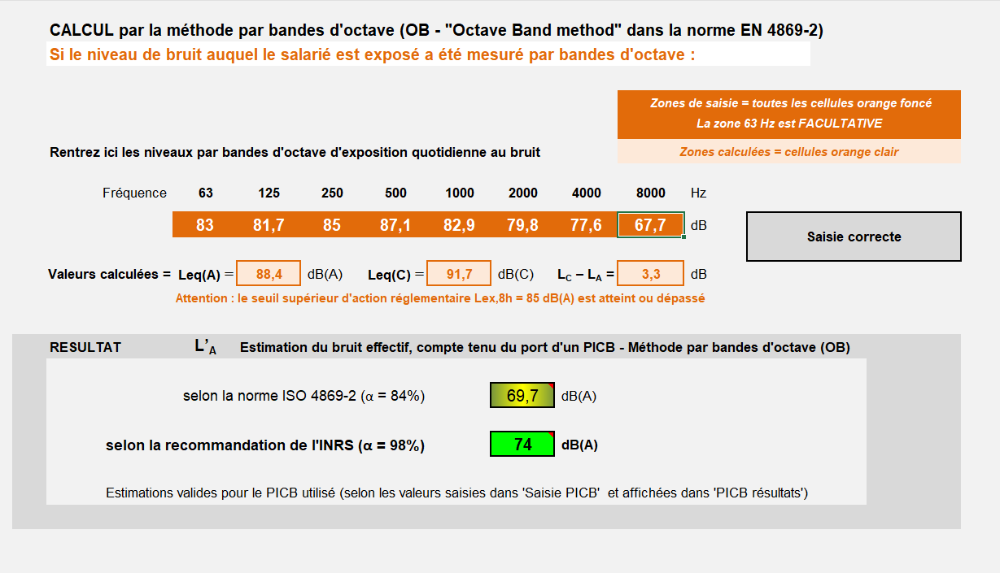 CALCUL par la méthode par bandes d'octave (OB - "Octave Band method" dans la norme EN 4869-2)
Si le niveau de bruit auquel le salarié est exposé a été mesuré par bandes d'octave :
Zones de saisie = toutes les cellules orange foncé
La zone 63 Hz est FACULTATIVE
Zones calculées = cellules orange clair
Rentrez ici les niveaux par bandes d'octave d'exposition quotidienne au bruit
Fréquence 63 125 250 500 1000 2000 4000 8000 Hz
83 81,7 85 87,1 82,9 79,8 77,6 67,7 dB
Saisie correcte
Valeurs calculées = Leq(A) = 88,4 dB(A) Leq(C) = 91,7 dB(C) LC – LA = 3,3 dB
Attention : le seuil supérieur d'action réglementaire Lex,8h = 85 dB(A) est atteint ou dépassé
RESULTAT L'A Estimation du bruit effectif, compte tenu du port d'un PICB - Méthode par bandes d'octave (OB)
selon la norme ISO 4869-2 (α = 84%) 69,7 dB(A)
selon la recommandation de l'INRS (α = 98%) 74 dB(A)
Estimations valides pour le PICB utilisé (selon les valeurs saisies dans 'Saisie PICB' et affichées dans 'PICB résultats')